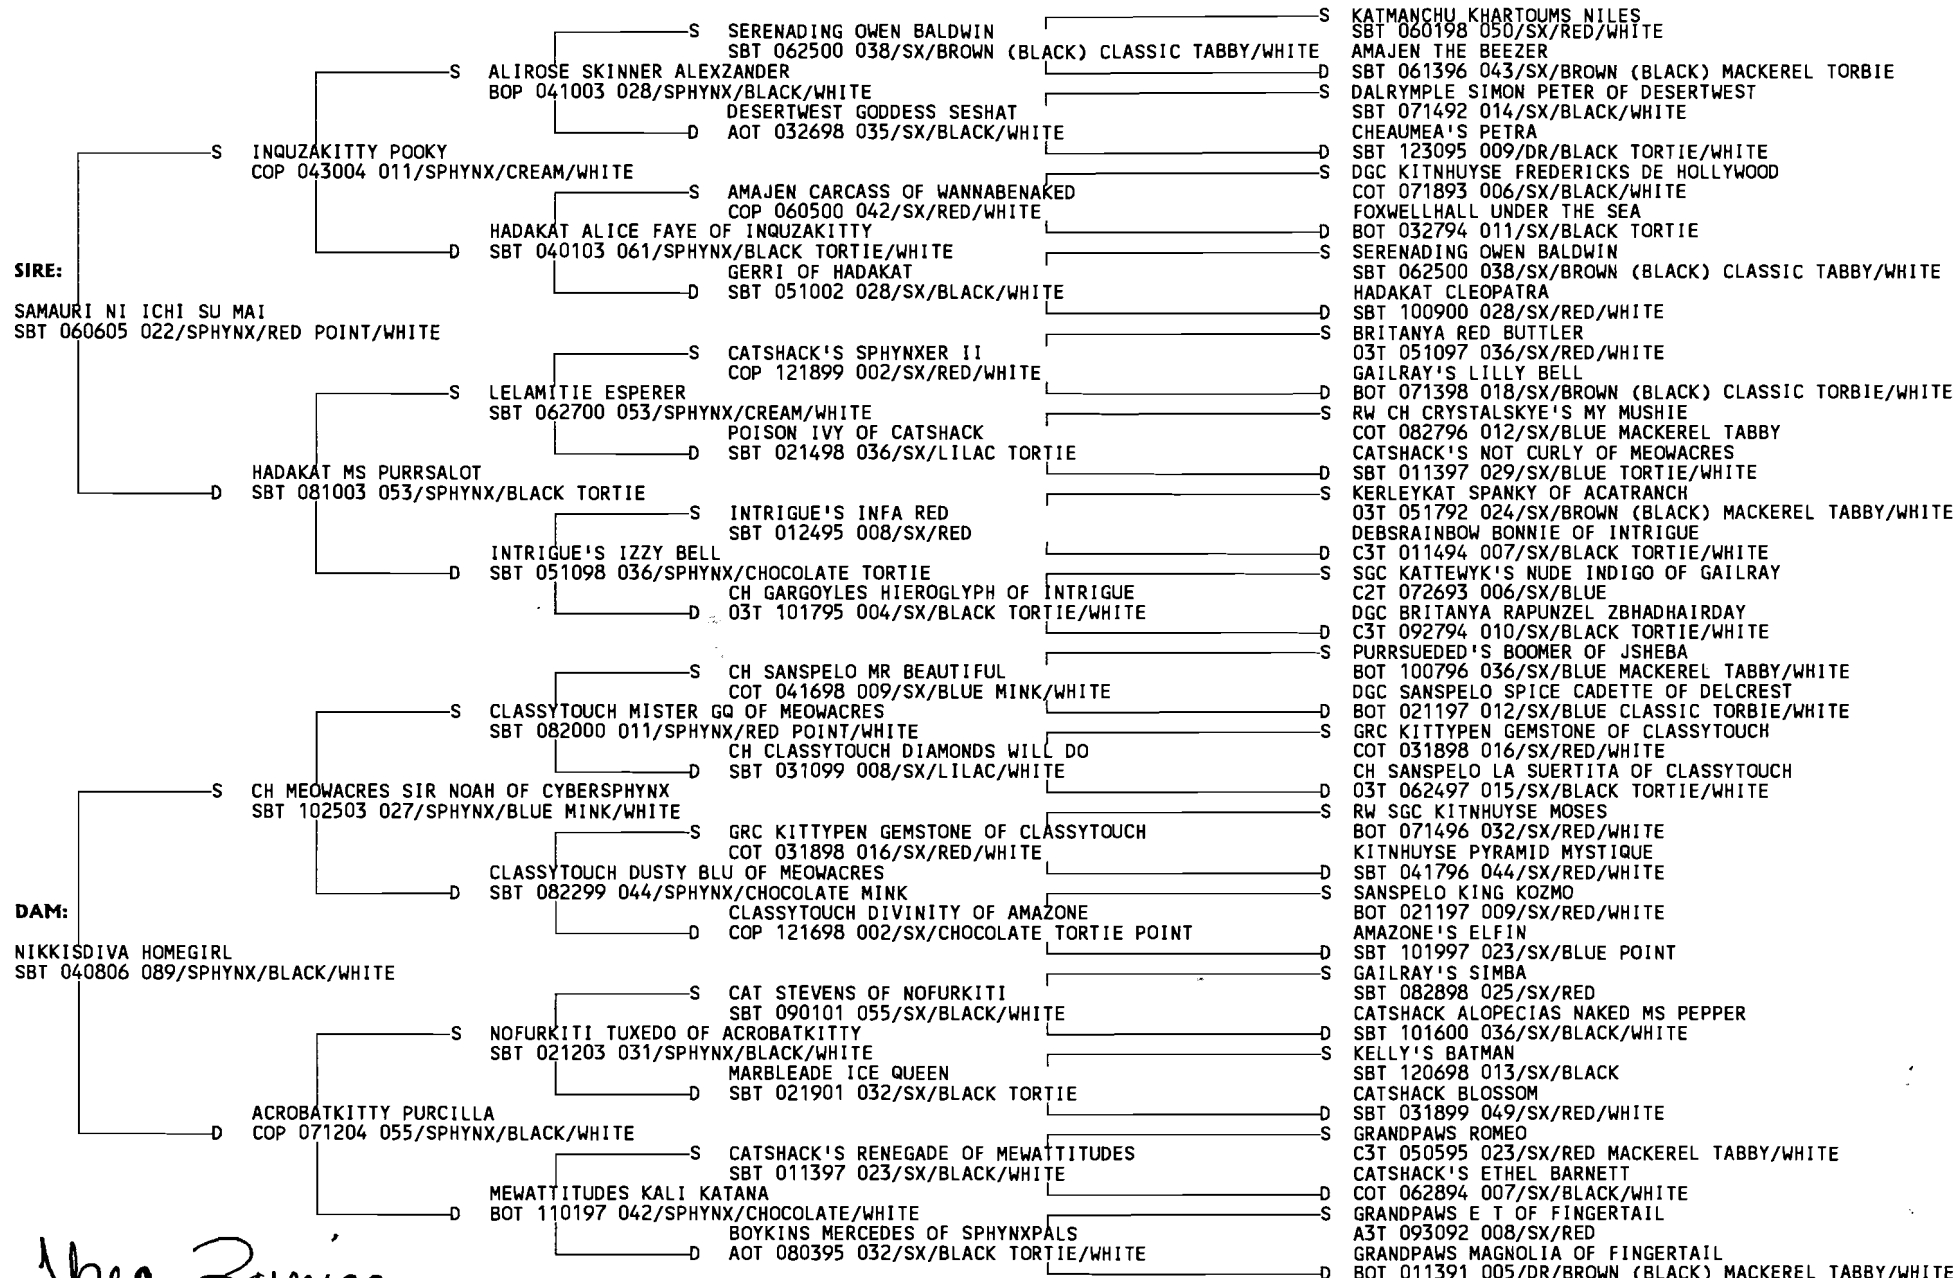 S KATMANCHU KHARTOUMS NILES
S SERENADING OWEN BALDWIN SBT 060198 050/SX/RED/WHITE
SBT 062500 038/SX/BROWN (BLACK) CLASSIC TABBY/WHITE AMAJEN THE BEEZER
S ALIROSE SKINNER ALEXZANDER D SBT 061396 043/SX/BROWN (BLACK) MACKEREL TORBIE
BOP 041003 028/SPHYNX/BLACK/WHITE S DALRYMPLE SIMON PETER OF DESERTWEST
DESERTWEST GODDESS SESHAT SBT 071492 014/SX/BLACK/WHITE
D AOT 032698 035/SX/BLACK/WHITE CHEAUMEA'S PETRA
S INQUZAKITTY POOKY D SBT 123095 009/DR/BLACK TORTIE/WHITE
COP 043004 011/SPHYNX/CREAM/WHITE S DGC KITNHUYSE FREDERICKS DE HOLLYWOOD
S AMAJEN CARCASS OF WANNABENAKED COT 071893 006/SX/BLACK/WHITE
COP 060500 042/SX/RED/WHITE FOXWELLHALL UNDER THE SEA
HADAKAT ALICE FAYE OF INQUZAKITTY D BOT 032794 011/SX/BLACK TORTIE
D SBT 040103 061/SPHYNX/BLACK TORTIE/WHITE S SERENADING OWEN BALDWIN
SIRE: GERRI OF HADAKAT SBT 062500 038/SX/BROWN (BLACK) CLASSIC TABBY/WHITE
D SBT 051002 028/SX/BLACK/WHITE HADAKAT CLEOPATRA
SAMAURI NI ICHI SU MAI D SBT 100900 028/SX/RED/WHITE
SBT 060605 022/SPHYNX/RED POINT/WHITE S BRITANYA RED BUTTLER
S CATSHACK'S SPHYNXER II 03T 051097 036/SX/RED/WHITE
COP 121899 002/SX/RED/WHITE GAILRAY'S LILLY BELL
S LELAMITIE ESPERER D BOT 071398 018/SX/BROWN (BLACK) CLASSIC TORBIE/WHITE
SBT 062700 053/SPHYNX/CREAM/WHITE S RW CH CRYSTALSKYE'S MY MUSHIE
POISON IVY OF CATSHACK COT 082796 012/SX/BLUE MACKEREL TABBY
D SBT 021498 036/SX/LILAC TORTIE CATSHACK'S NOT CURLY OF MEOWACRES
HADAKAT MS PURRSALOT D SBT 011397 029/SX/BLUE TORTIE/WHITE
D SBT 081003 053/SPHYNX/BLACK TORTIE S KERLEYKAT SPANKY OF ACATRANCH
S INTRIGUE'S INFA RED 03T 051792 024/SX/BROWN (BLACK) MACKEREL TABBY/WHITE
SBT 012495 008/SX/RED DEBSRAINBOW BONNIE OF INTRIGUE
INTRIGUE'S IZZY BELL D C3T 011494 007/SX/BLACK TORTIE/WHITE
D SBT 051098 036/SPHYNX/CHOCOLATE TORTIE S SGC KATTEWYK'S NUDE INDIGO OF GAILRAY
CH GARGOYLES HIEROGLYPH OF INTRIGUE C2T 072693 006/SX/BLUE
D 03T 101795 004/SX/BLACK TORTIE/WHITE DGC BRITANYA RAPUNZEL ZBHADHAIRDAY
D C3T 092794 010/SX/BLACK TORTIE/WHITE
S PURRSUEDED'S BOOMER OF JSHEBA
S CH SANSPELO MR BEAUTIFUL BOT 100796 036/SX/BLUE MACKEREL TABBY/WHITE
COT 041698 009/SX/BLUE MINK/WHITE DGC SANSPELO SPICE CADETTE OF DELCREST
S CLASSYTOUCH MISTER GQ OF MEOWACRES D BOT 021197 012/SX/BLUE CLASSIC TORBIE/WHITE
SBT 082000 011/SPHYNX/RED POINT/WHITE S GRC KITTYPEN GEMSTONE OF CLASSYTOUCH
CH CLASSYTOUCH DIAMONDS WILL DO COT 031898 016/SX/RED/WHITE
D SBT 031099 008/SX/LILAC/WHITE CH SANSPELO LA SUERTITA OF CLASSYTOUCH
S CH MEOWACRES SIR NOAH OF CYBERSPHYNX D 03T 062497 015/SX/BLACK TORTIE/WHITE
SBT 102503 027/SPHYNX/BLUE MINK/WHITE S RW SGC KITNHUYSE MOSES
S GRC KITTYPEN GEMSTONE OF CLASSYTOUCH BOT 071496 032/SX/RED/WHITE
COT 031898 016/SX/RED/WHITE KITNHUYSE PYRAMID MYSTIQUE
CLASSYTOUCH DUSTY BLU OF MEOWACRES D SBT 041796 044/SX/RED/WHITE
D SBT 082299 044/SPHYNX/CHOCOLATE MINK S SANSPELO KING KOZMO
DAM: CLASSYTOUCH DIVINITY OF AMAZONE BOT 021197 009/SX/RED/WHITE
D COP 121698 002/SX/CHOCOLATE TORTIE POINT AMAZONE'S ELFIN
NIKKISDIVA HOMEGIRL D SBT 101997 023/SX/BLUE POINT
SBT 040806 089/SPHYNX/BLACK/WHITE S GAILRAY'S SIMBA
S CAT STEVENS OF NOFURKITI SBT 082898 025/SX/RED
SBT 090101 055/SX/BLACK/WHITE CATSHACK ALOPECIAS NAKED MS PEPPER
S NOFURKITI TUXEDO OF ACROBATKITTY D SBT 101600 036/SX/BLACK/WHITE
SBT 021203 031/SPHYNX/BLACK/WHITE S KELLY'S BATMAN
MARBLEADE ICE QUEEN SBT 120698 013/SX/BLACK
D SBT 021901 032/SX/BLACK TORTIE CATSHACK BLOSSOM
ACROBATKITTY PURCILLA D SBT 031899 049/SX/RED/WHITE
D COP 071204 055/SPHYNX/BLACK/WHITE S GRANDPAWS ROMEO
S CATSHACK'S RENEGADE OF MEWATTITUDES C3T 050595 023/SX/RED MACKEREL TABBY/WHITE
SBT 011397 023/SX/BLACK/WHITE CATSHACK'S ETHEL BARNETT
MEWATTITUDES KALI KATANA D COT 062894 007/SX/BLACK/WHITE
D BOT 110197 042/SPHYNX/CHOCOLATE/WHITE S GRANDPAWS E T OF FINGERTAIL
BOYKINS MERCEDES OF SPHYNXPALS A3T 093092 008/SX/RED
D AOT 080395 032/SX/BLACK TORTIE/WHITE GRANDPAWS MAGNOLIA OF FINGERTAIL
D BOT 011391 005/DR/BROWN (BLACK) MACKEREL TABBY/WHITE